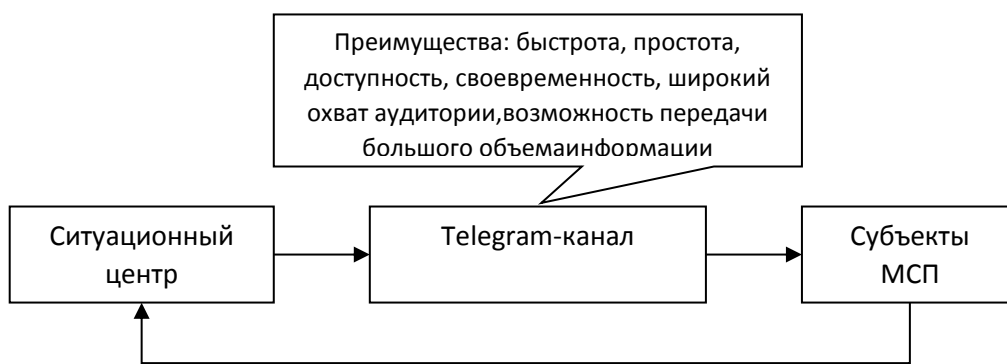 Преимущества: быстрота, простота,
доступность, своевременность, широкий
охват аудитории,возможность передачи
большого объемаинформации
Ситуационный
центр
Telegram-канал
Субъекты
МСП